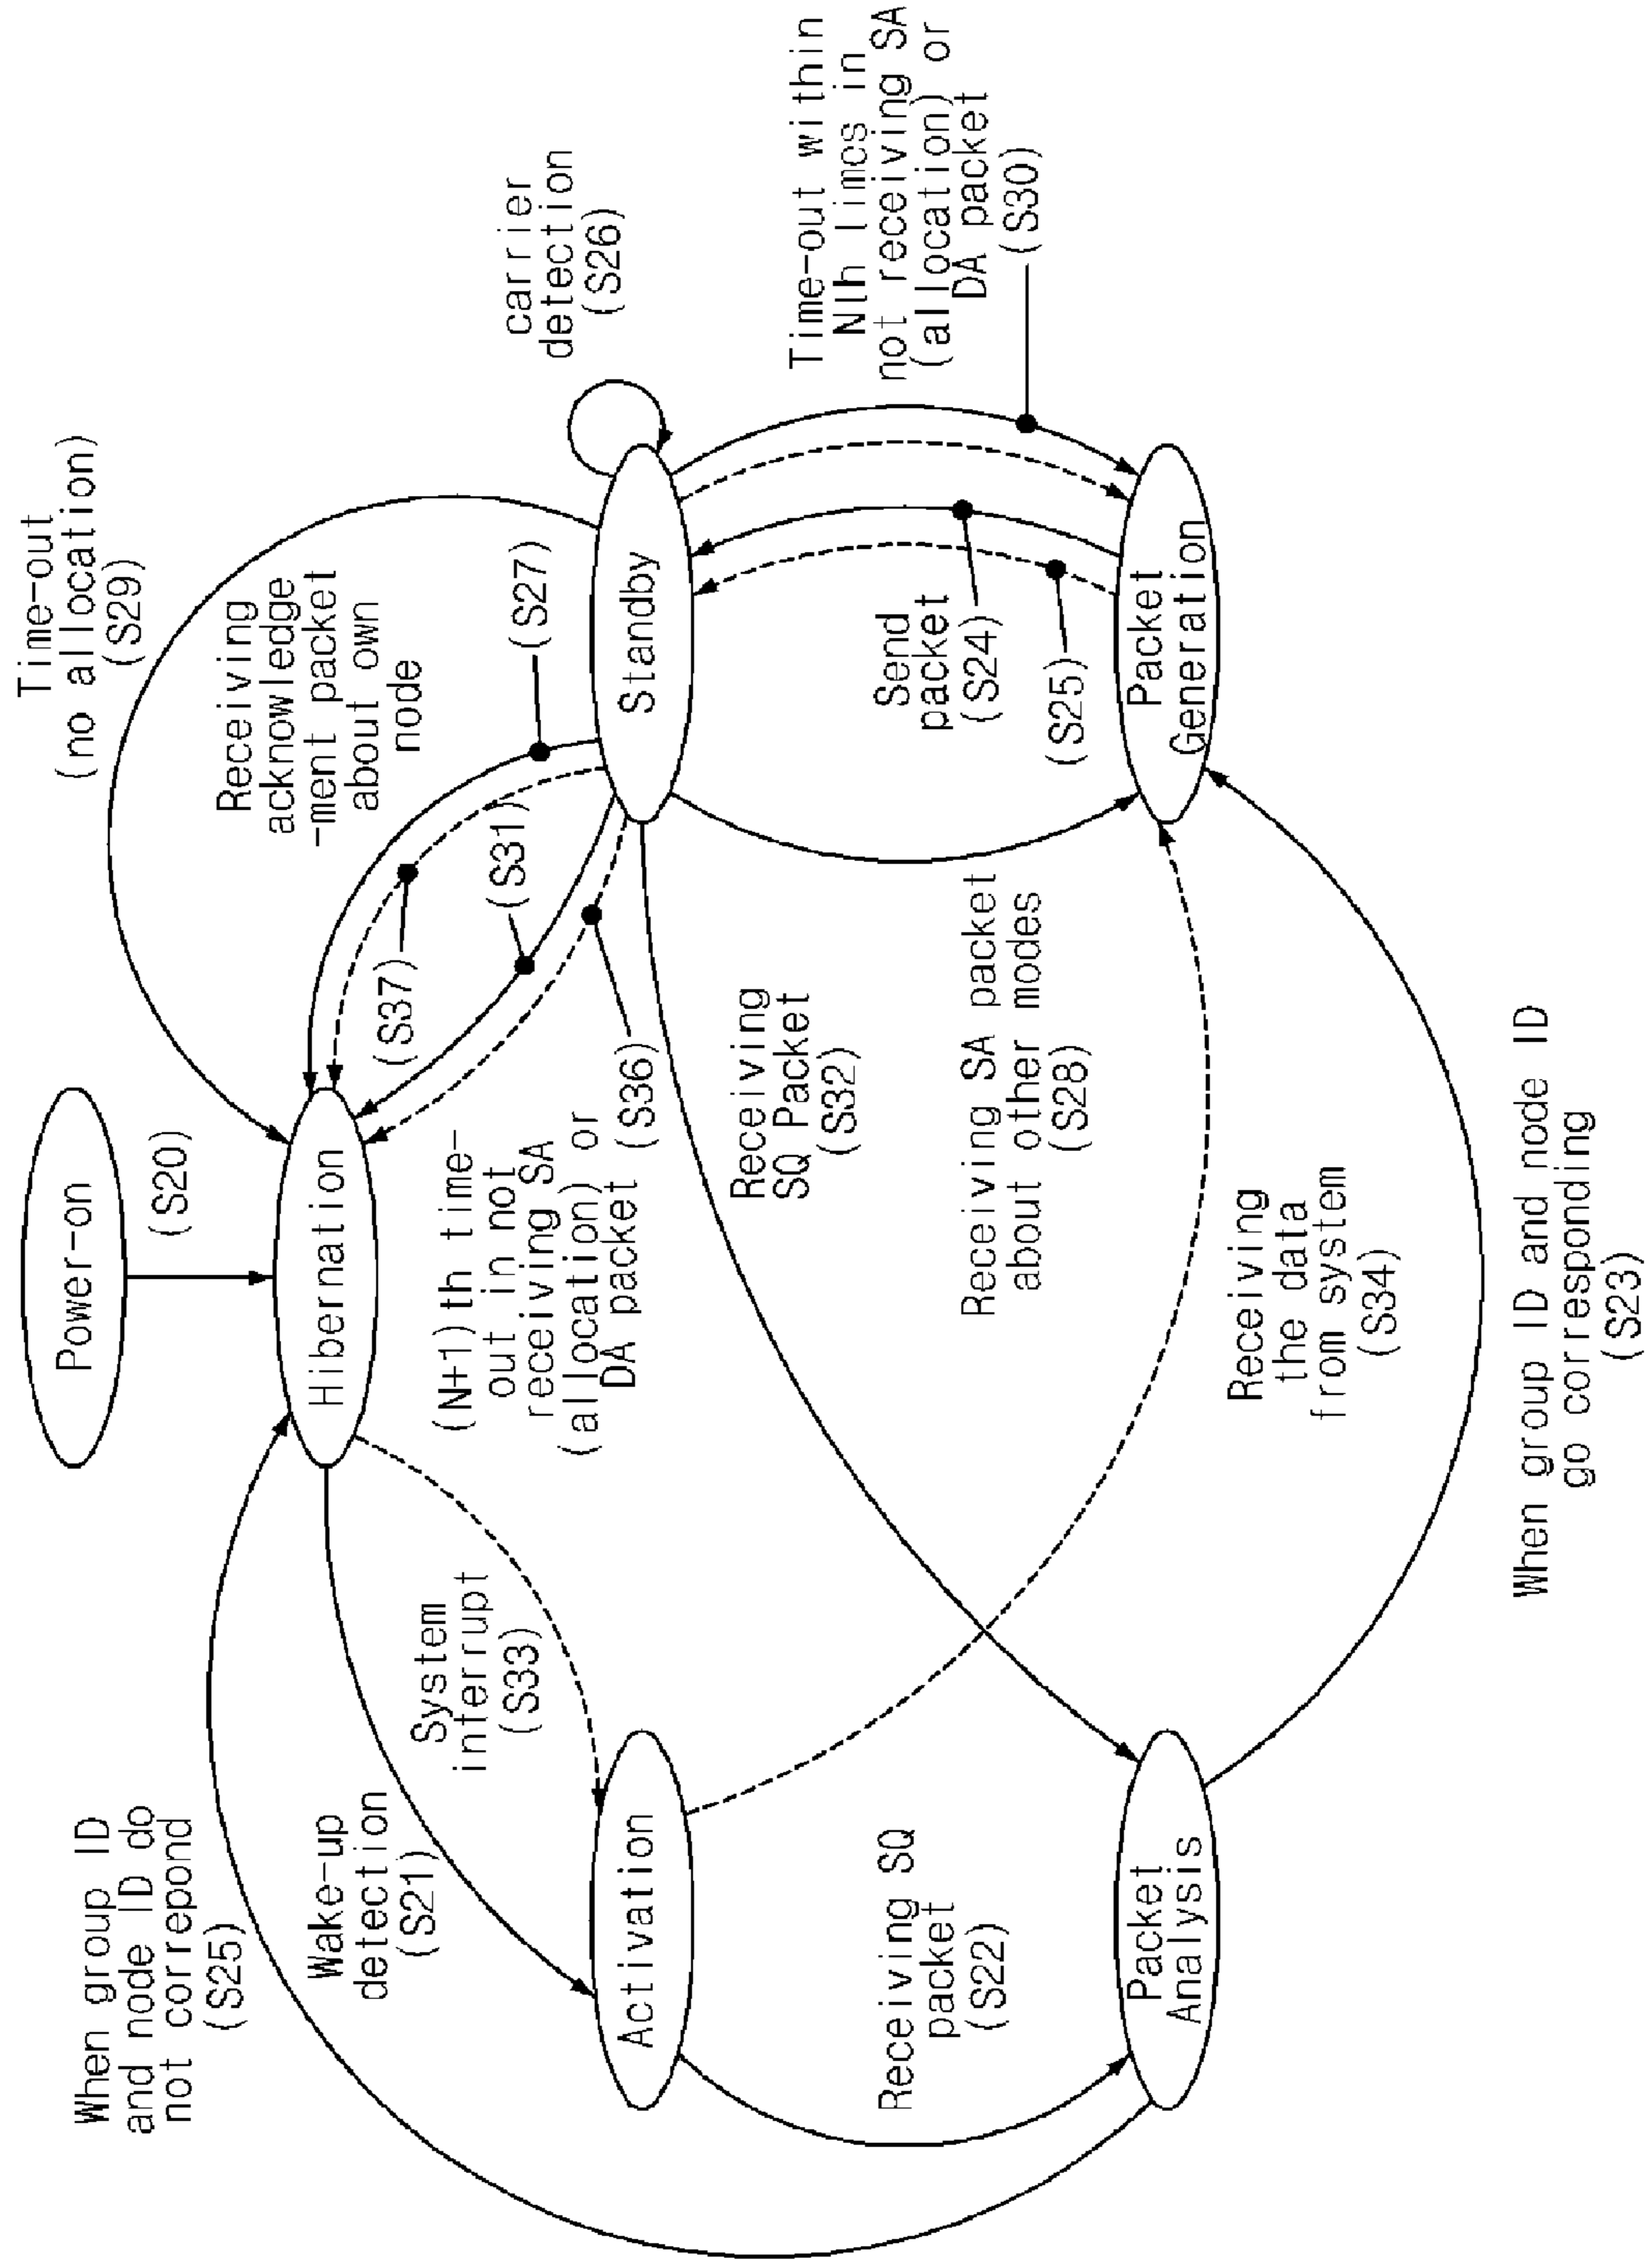 Power-on
(S20)
Hibernation
Time-out
(no allocation)
(S29)
When group ID
and node ID do
not correpond
(S25)
Wake-up
detection
(S21)
System
interrupt
(S33)
Receiving
acknowledge
-ment packet
about own
node
(S27)
(S37)
(S31)
(S36)
(N+1)th time-
out in not
receiving SA
(allocation) or
DA packet
carrier
detection
(S26)
Activation
Standby
Receiving
SQ Packet
(S32)
Time-out within
Nlh limcs in
not receiving SA
(allocation) or
DA packet
(S30)
Send
packet
(S24)
(S25)
Receiving SQ
packet
(S22)
Receiving SA packet
about other modes
(S28)
Receiving
the data
from system
(S34)
Packet
Analysis
Packet
Generation
When group ID and node ID
go corresponding
(S23)